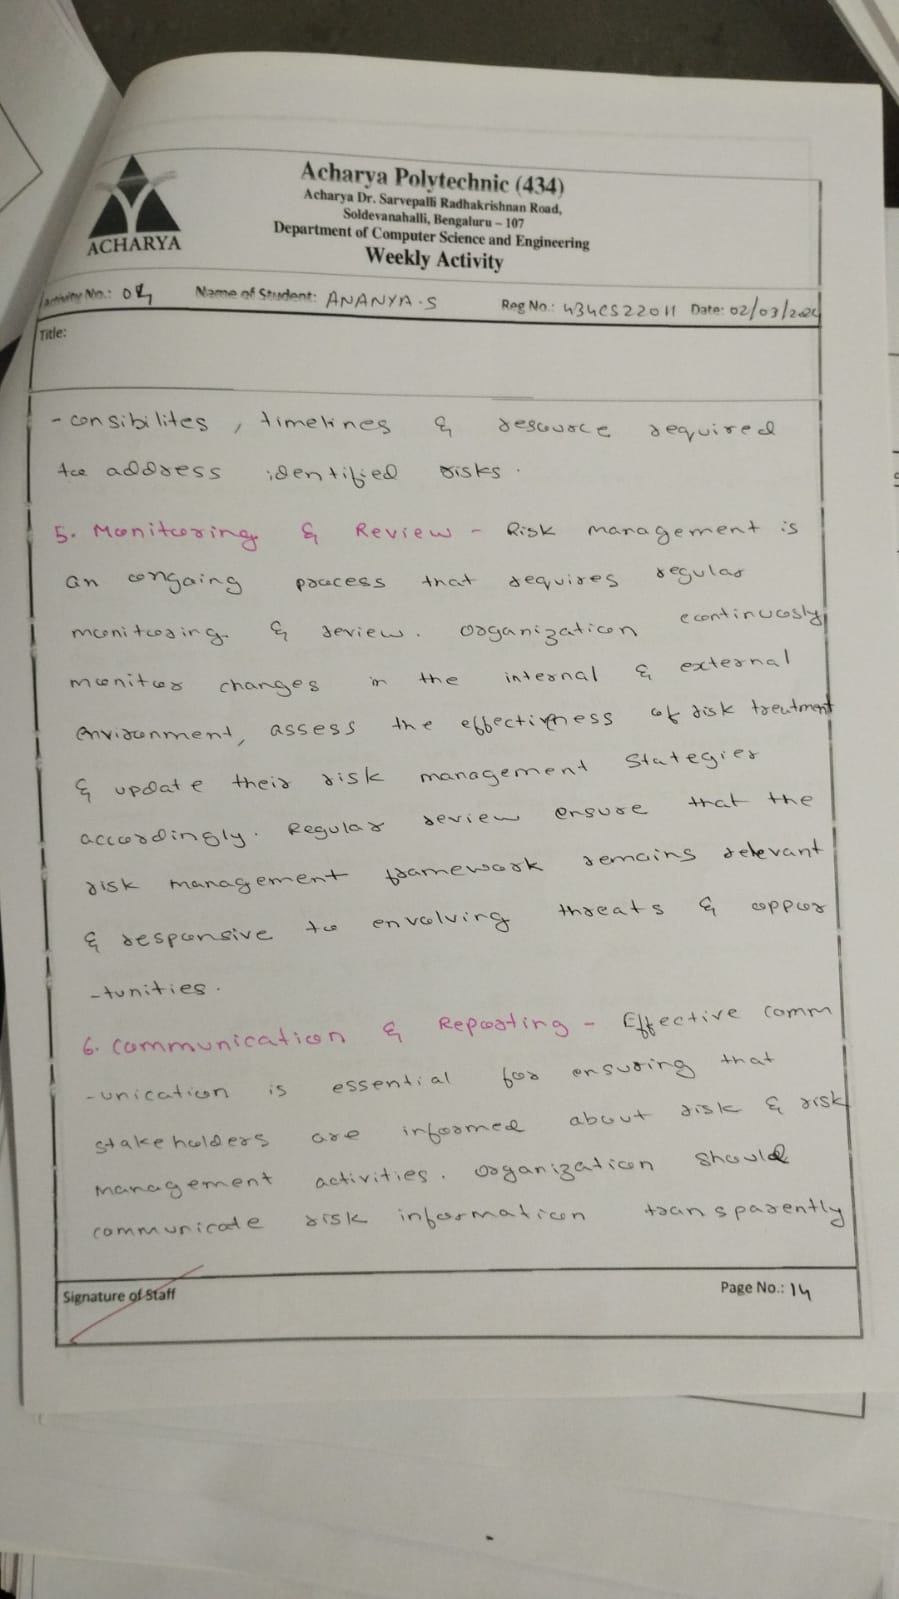 Acharya Polytechnic (434)
Acharya Dr. Sarvepalli Radhakrishnan Road,
Soldevanahalli, Bengaluru – 107
Department of Computer Science and Engineering
Weekly Activity
ACHARYA
Activity No.: 04 Name of Student: ANANYA.S Reg No.: 434CS22011 Date: 02/03/2024
Title:
-consibilites, timelines & resource required
to address identified risks.
5. Monitoring & Review - Risk management is
an ongoing process that requires regular
monitoring & review. organization continuosly
monitor changes in the internal & external
environment, assess the effectivness of risk treatment
& update their risk management stategies
accordingly. Regular review ensure that the
risk management framework remains relevant
& responsive to envolving threats & oppor
-tunities.
6. Communication & Reporting - Effective comm
-unication is essential for ensuring that
stakeholders are informed about risk & risk
management activities. organization should
communicate risk information transparently
Signature of Staff
Page No.: 14